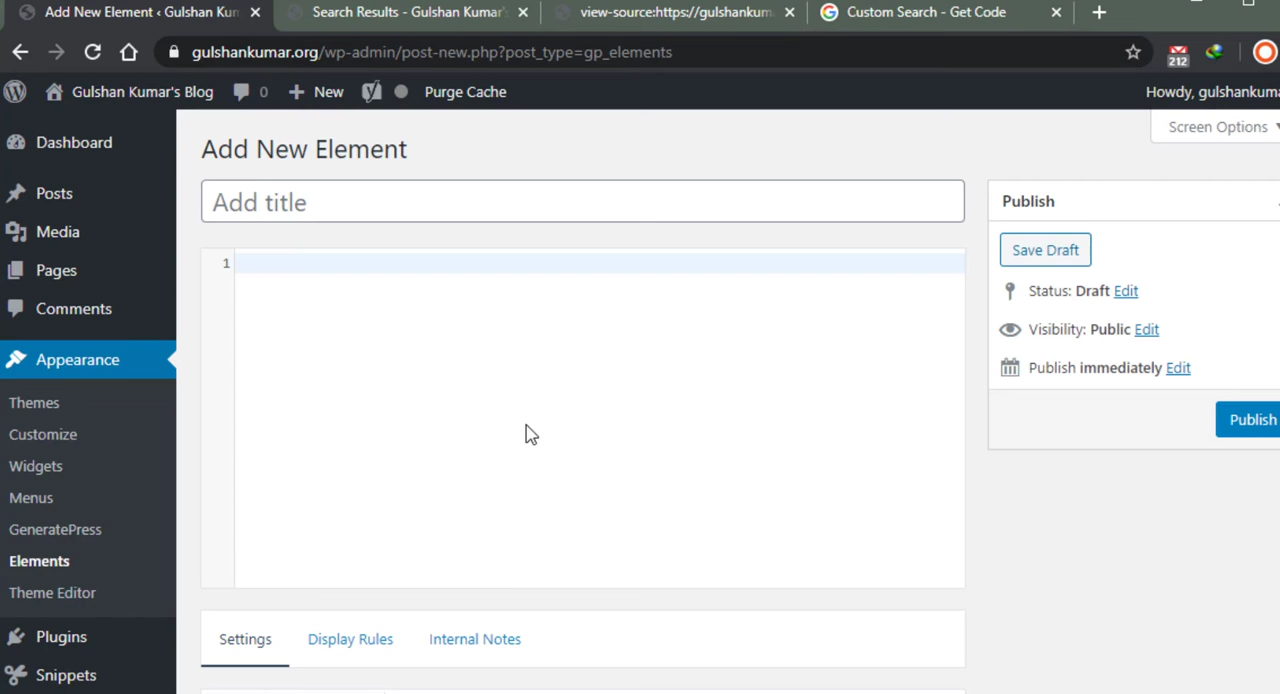 Add New Element ‹ Gulshan Kum
Search Results - Gulshan Kumar's
view-source:https://gulshankum
Custom Search - Get Code
gulshankumar.org/wp-admin/post-new.php?post_type=gp_elements
212
Gulshan Kumar's Blog
0
New
Purge Cache
Howdy, gulshankuma
Screen Options
Dashboard
Posts
Media
Pages
Comments
Appearance
Themes
Customize
Widgets
Menus
GeneratePress
Elements
Theme Editor
Plugins
Snippets
Add New Element
Add title
1
Settings
Display Rules
Internal Notes
Publish
Save Draft
Status: Draft Edit
Visibility: Public Edit
Publish immediately Edit
Publish